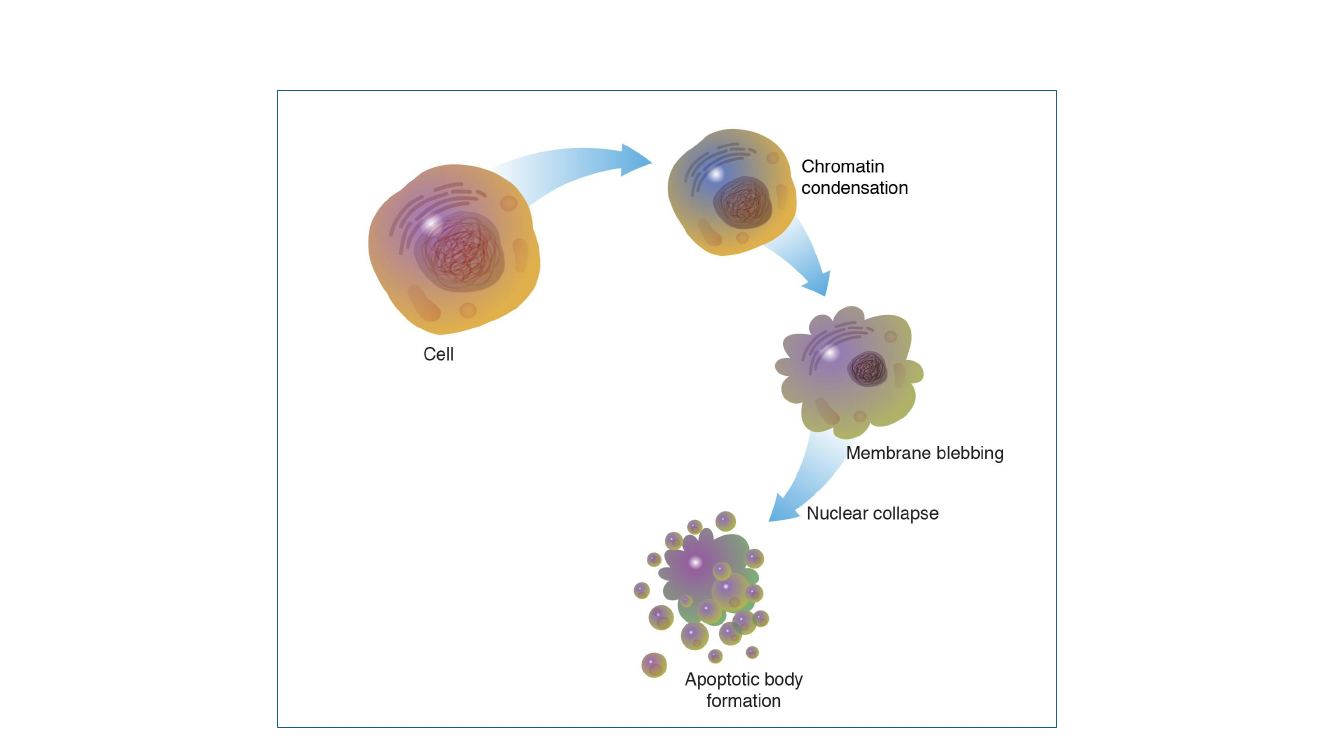 Chromatin
condensation
Cell
Membrane blebbing
Nuclear collapse
Apoptotic body
formation